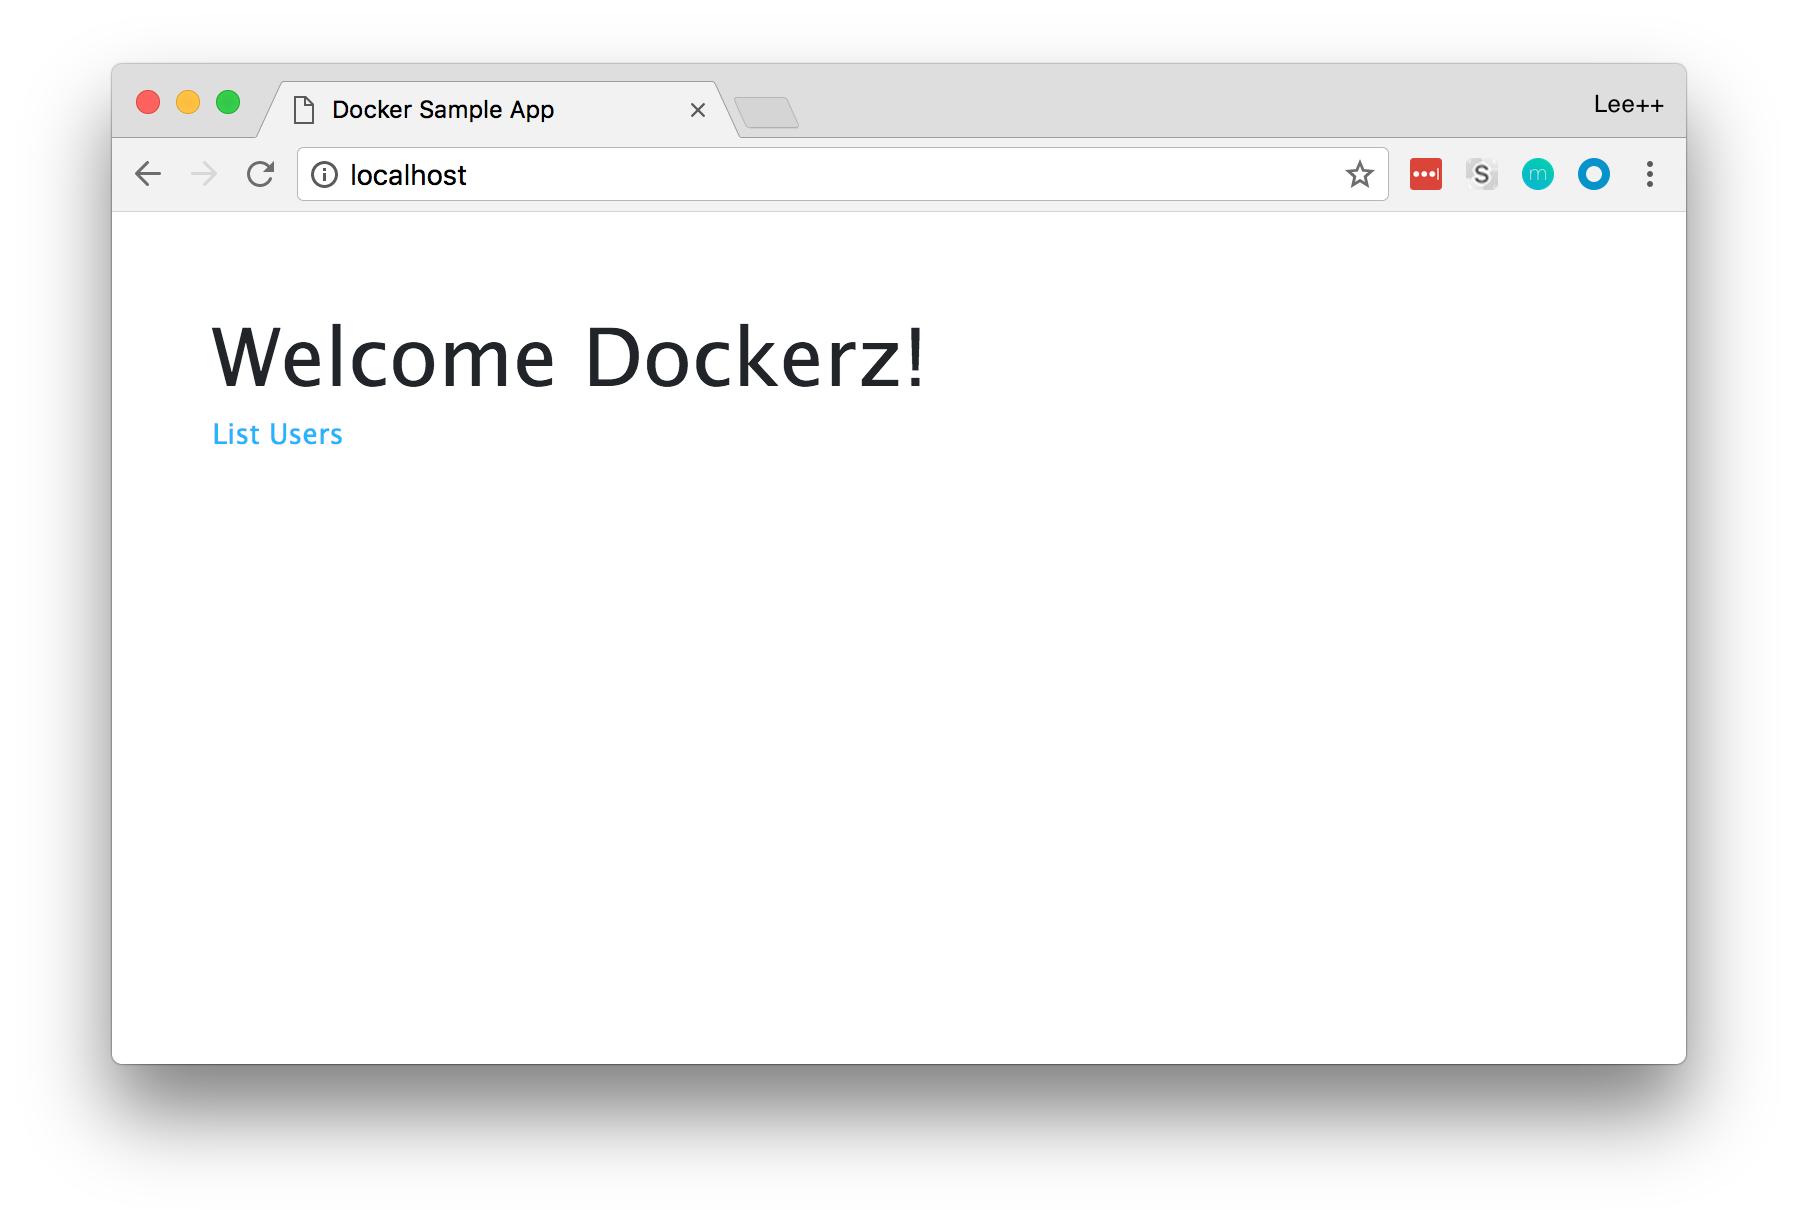 Docker Sample App
Lee++
localhost
S
m
Welcome Dockerz!
List Users